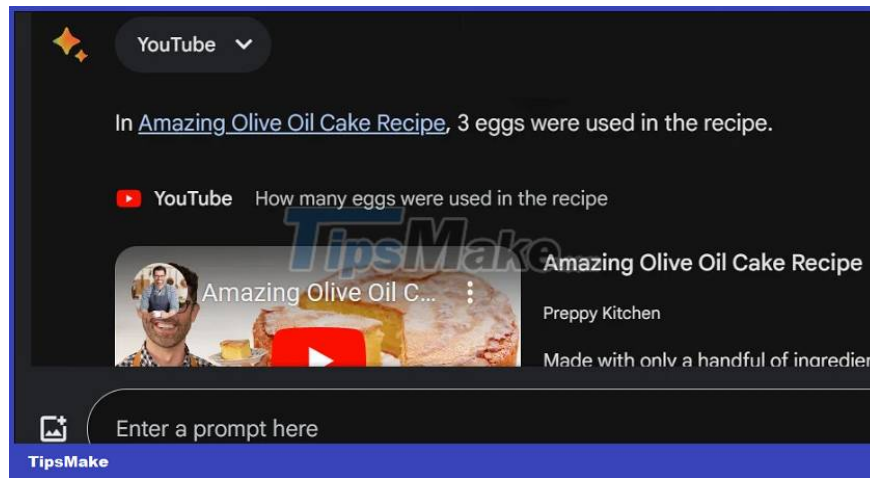 YouTube
In Amazing Olive Oil Cake Recipe, 3 eggs were used in the recipe.
YouTube How many eggs were used in the recipe
TipsMake
Amazing Olive Oil Cake Recipe
Amazing Olive Oil C...
Preppy Kitchen
Made with only a handful of ingredien
Enter a prompt here
TipsMake